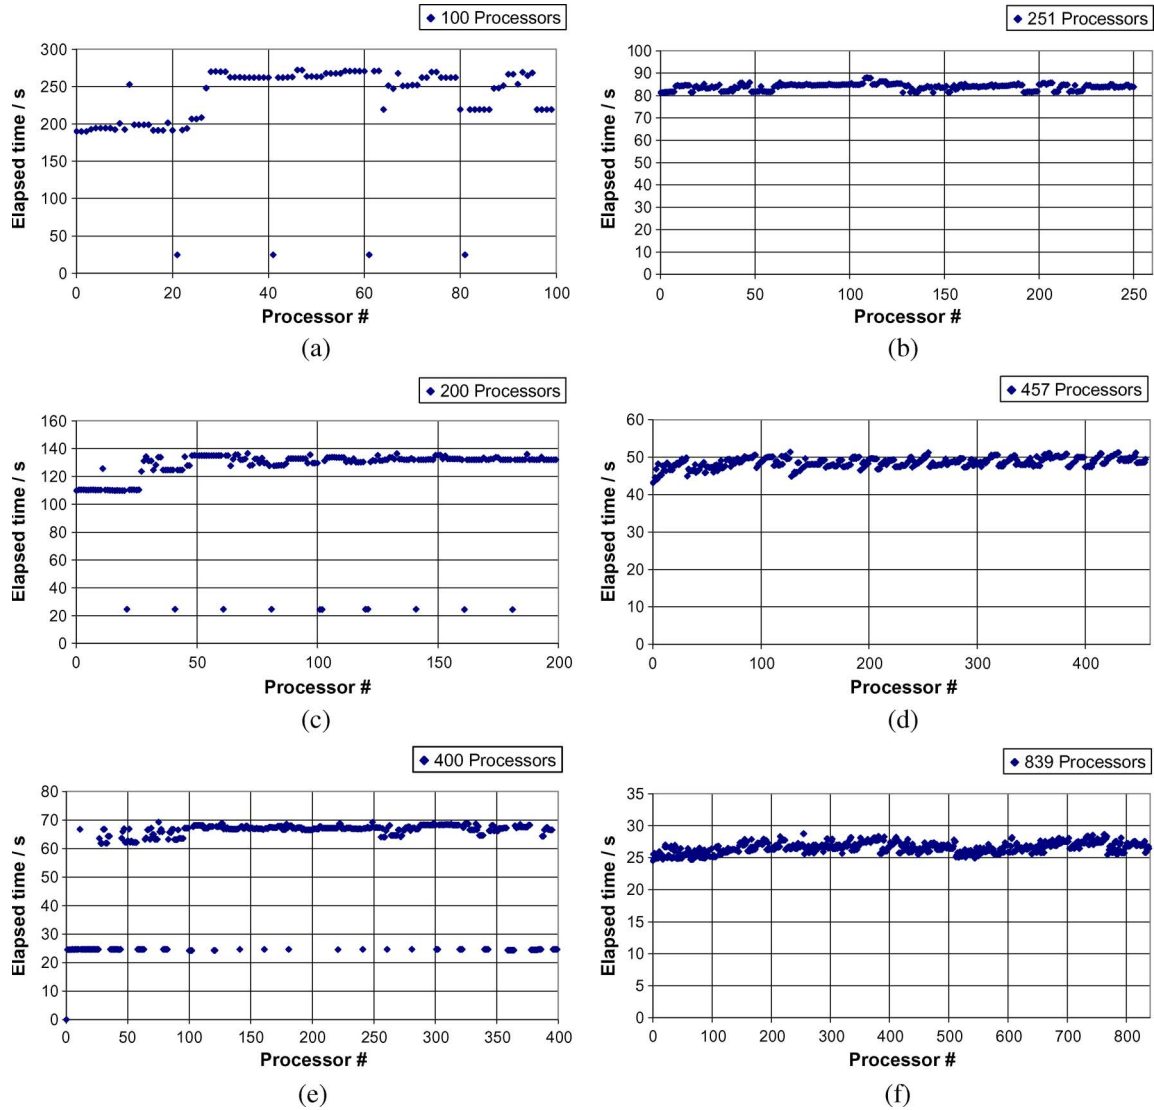 100 Processors
300
250
200
150
100
50
0
0 20 40 60 80 100
Elapsed time / s
Processor #
(a)
251 Processors
100
90
80
70
60
50
40
30
20
10
0
0 50 100 150 200 250
Elapsed time / s
Processor #
(b)
200 Processors
160
140
120
100
80
60
40
20
0
0 50 100 150 200
Elapsed time / s
Processor #
(c)
457 Processors
60
50
40
30
20
10
0
0 100 200 300 400
Elapsed time / s
Processor #
(d)
400 Processors
80
70
60
50
40
30
20
10
0
0 50 100 150 200 250 300 350 400
Elapsed time / s
Processor #
(e)
839 Processors
35
30
25
20
15
10
5
0
0 100 200 300 400 500 600 700 800
Elapsed time / s
Processor #
(f)